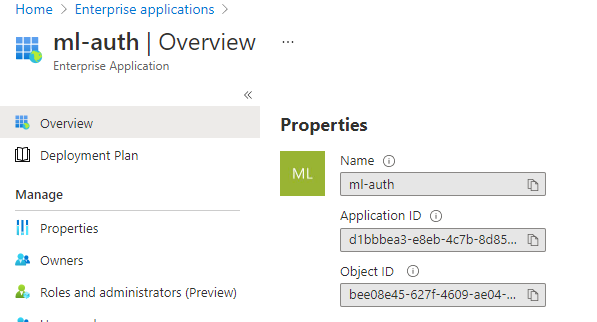 Home > Enterprise applications >
ml-auth | Overview ...
Enterprise Application
«
Overview
Deployment Plan
Manage
Properties
Owners
Roles and administrators (Preview)
Properties
ML
Name
ml-auth
Application ID
d1bbbea3-e8eb-4c7b-8d85...
Object ID
bee08e45-627f-4609-ae04-...